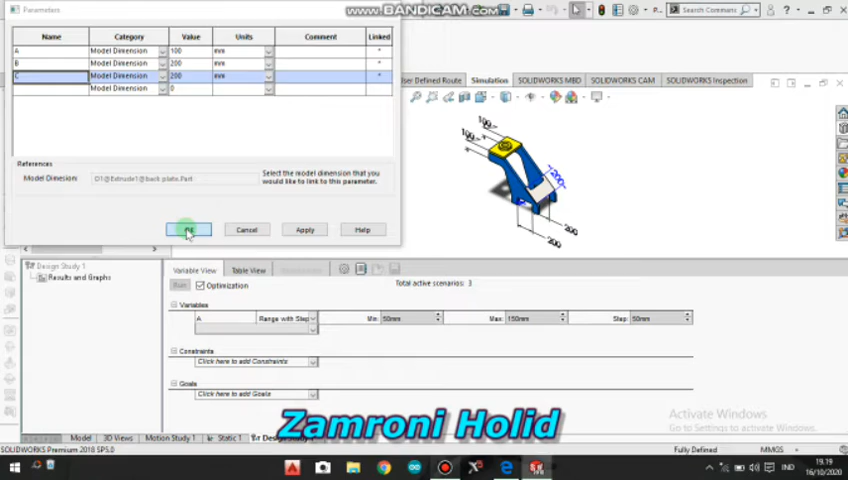 Parameters
www.BANDICAM.com
Search Commands
Name Category Value Units Comment Linked
A Model Dimension 100 mm *
B Model Dimension 200 mm *
C Model Dimension 200 mm *
Model Dimension 0
User Defined Route Simulation SOLIDWORKS MBD SOLIDWORKS CAM SOLIDWORKS Inspection
100
100
200
200
200
References
Model Dimesion: D1@Extrude1@back plate.Part
Select the model dimension that you
would like to link to this parameter.
OK Cancel Apply Help
Design Study 1
Results and Graphs
Variable View Table View
Run Optimization Total active scenarios: 3
Variables
A Range with Step Min: 50mm Max: 150mm Step: 50mm
Constraints
Click here to add Constraints
Goals
Click here to add Goals
Zamroni Holid
Activate Windows
Go to Settings to activate Windows.
Model 3D Views Motion Study 1 Static 1 Design Study 1
SOLIDWORKS Premium 2018 SP5.0 Fully Defined MMGS
IND
19.19
16/10/2020